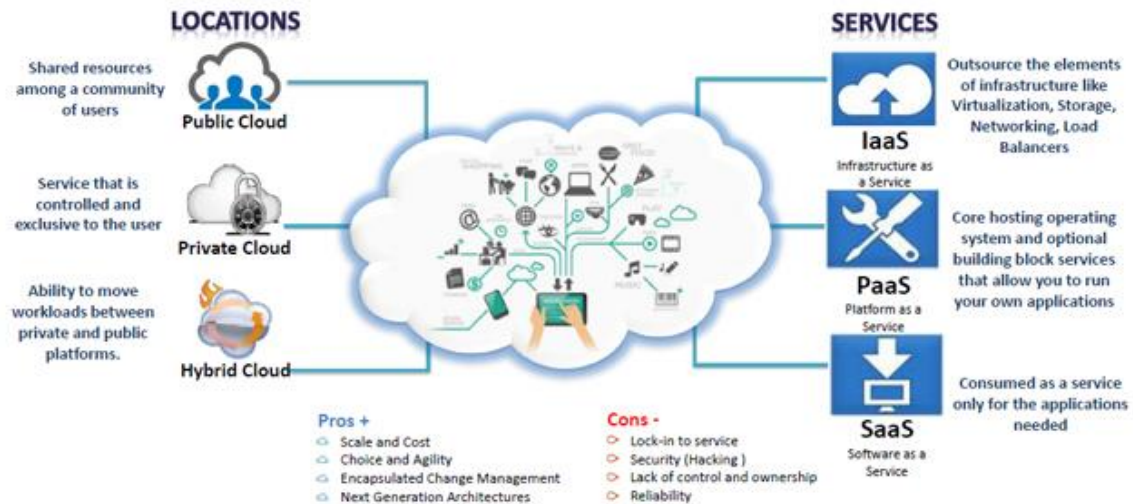 LOCATIONS
Shared resources
among a community
of users
Public Cloud
Service that is
controlled and
exclusive to the user
Private Cloud
Ability to move
workloads between
private and public
platforms.
Hybrid Cloud
MUSIC
PLAY
SERVICES
IaaS
Infrastructure as
a Service
Outsource the elements
of infrastructure like
Virtualization, Storage,
Networking, Load
Balancers
PaaS
Platform as a
Service
Core hosting operating
system and optional
building block services
that allow you to run
your own applications
SaaS
Software as a
Service
Consumed as a service
only for the applications
needed
Pros +
Scale and Cost
Choice and Agility
Encapsulated Change Management
Next Generation Architectures
Cons -
Lock-in to service
Security (Hacking )
Lack of control and ownership
Reliability